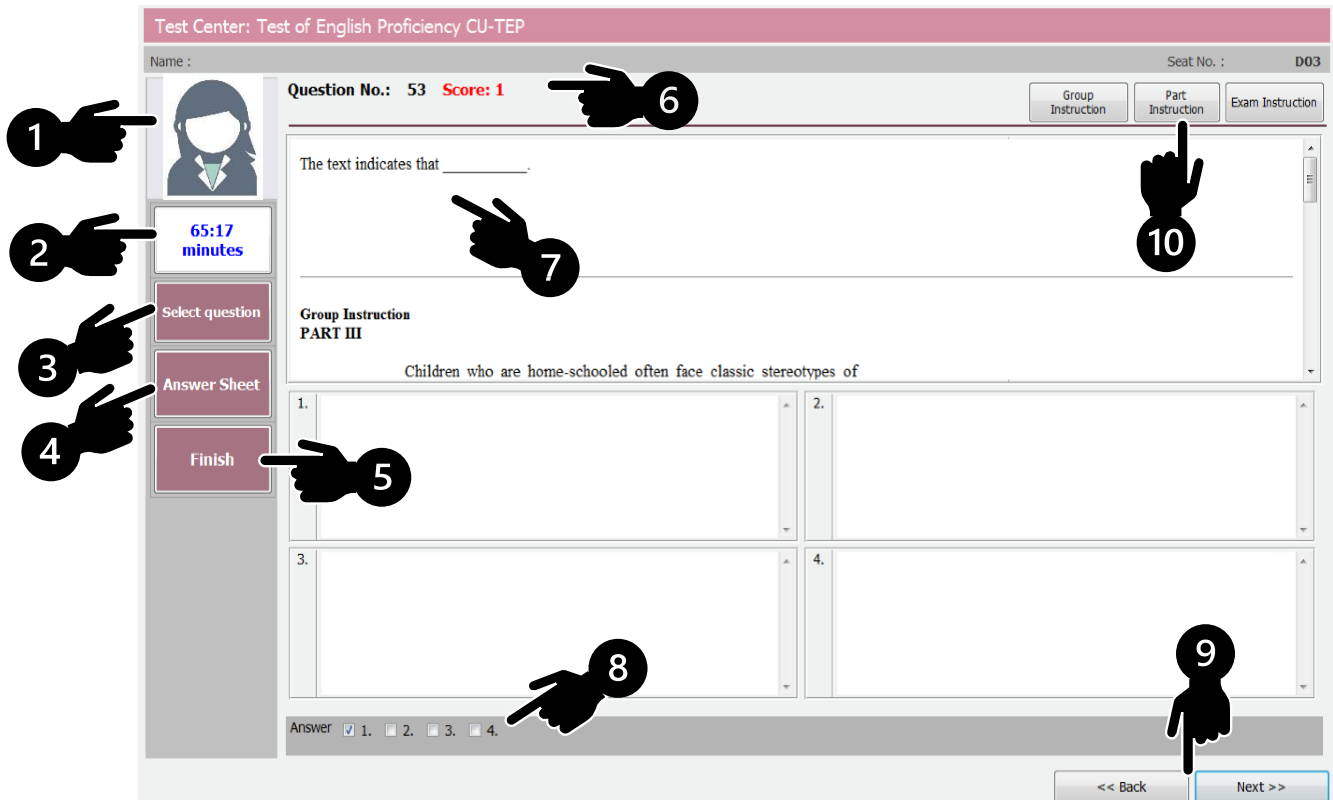 Test Center: Test of English Proficiency CU-TEP
Name :
Seat No. : D03
Question No.: 53 Score: 1
Group
Instruction
Part
Instruction
Exam Instruction
1
6
10
The text indicates that ____________.
7
2
65:17
minutes
3
Select question
4
Answer Sheet
5
Finish
Group Instruction
PART III
Children who are home-schooled often face classic stereotypes of
1.
2.
3.
4.
8
9
Answer 1. 2. 3. 4.
<< Back
Next >>